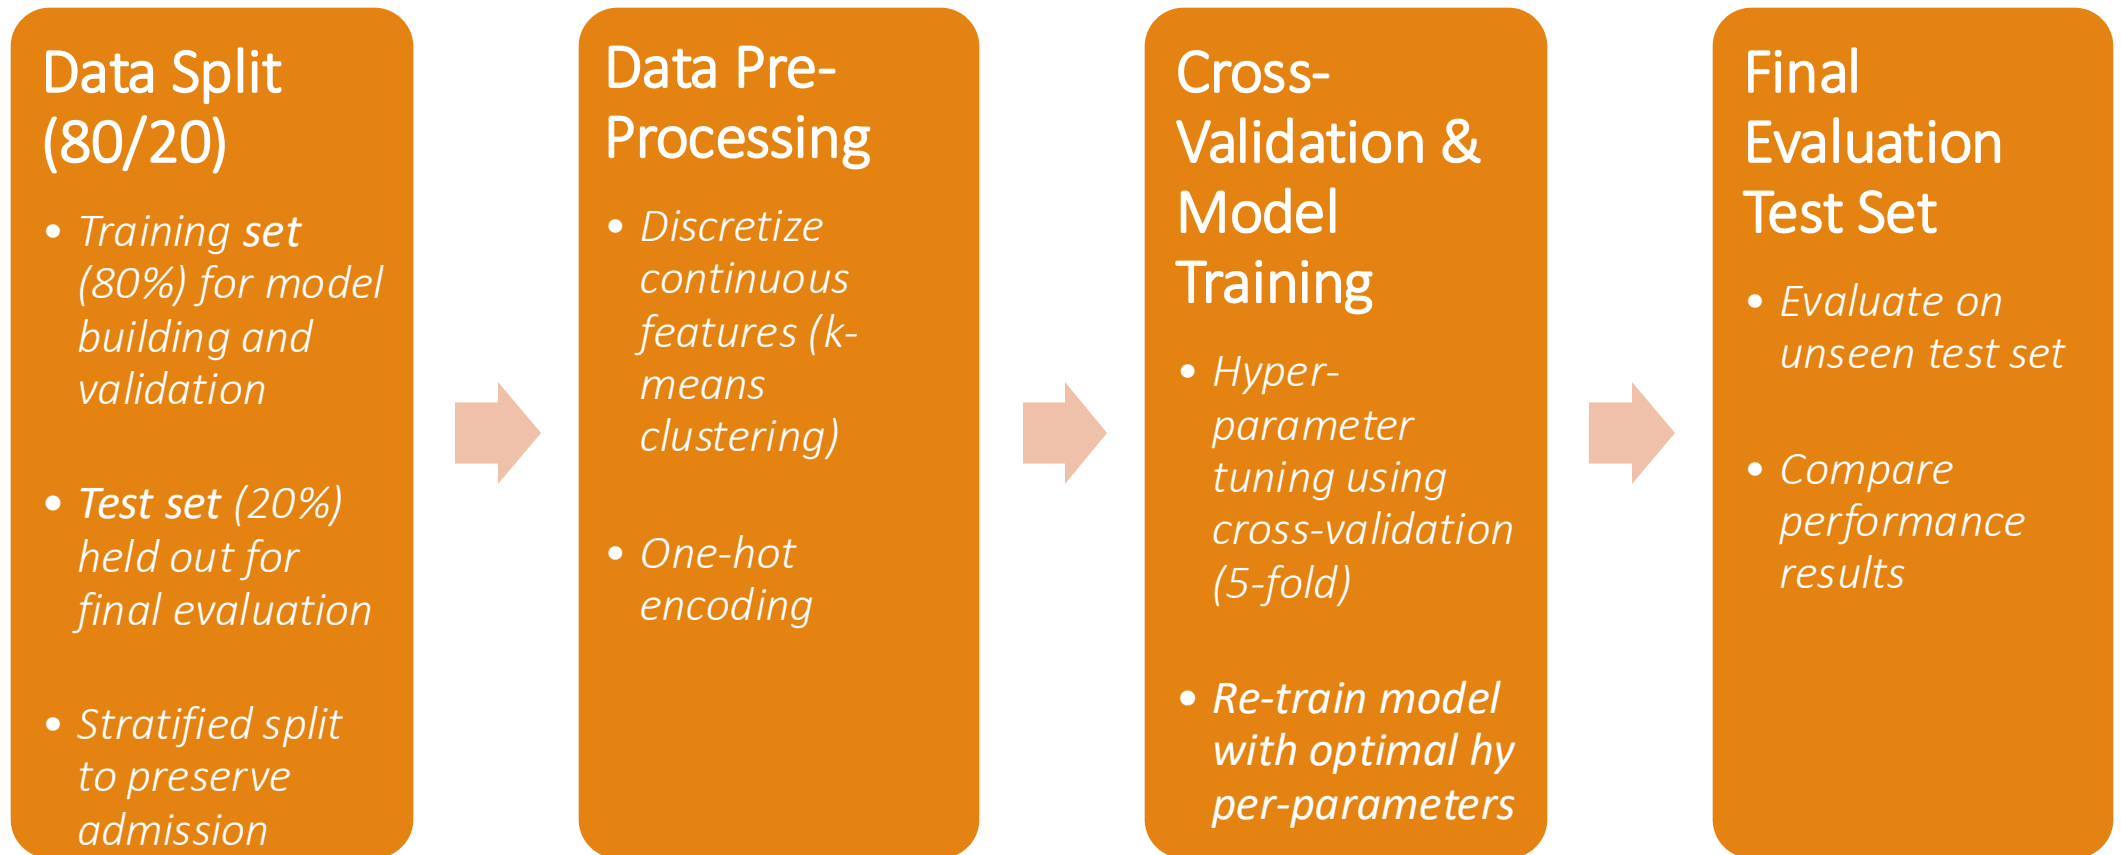 Data Split
(80/20)
• Training set
(80%) for model
building and
validation
• Test set (20%)
held out for
final evaluation
• Stratified split
to preserve
admission
Data Pre-
Processing
• Discretize
continuous
features (k-
means
clustering)
• One-hot
encoding
Cross-
Validation &
Model
Training
• Hyper-
parameter
tuning using
cross-validation
(5-fold)
• Re-train model
with optimal hy
per-parameters
Final
Evaluation
Test Set
• Evaluate on
unseen test set
• Compare
performance
results